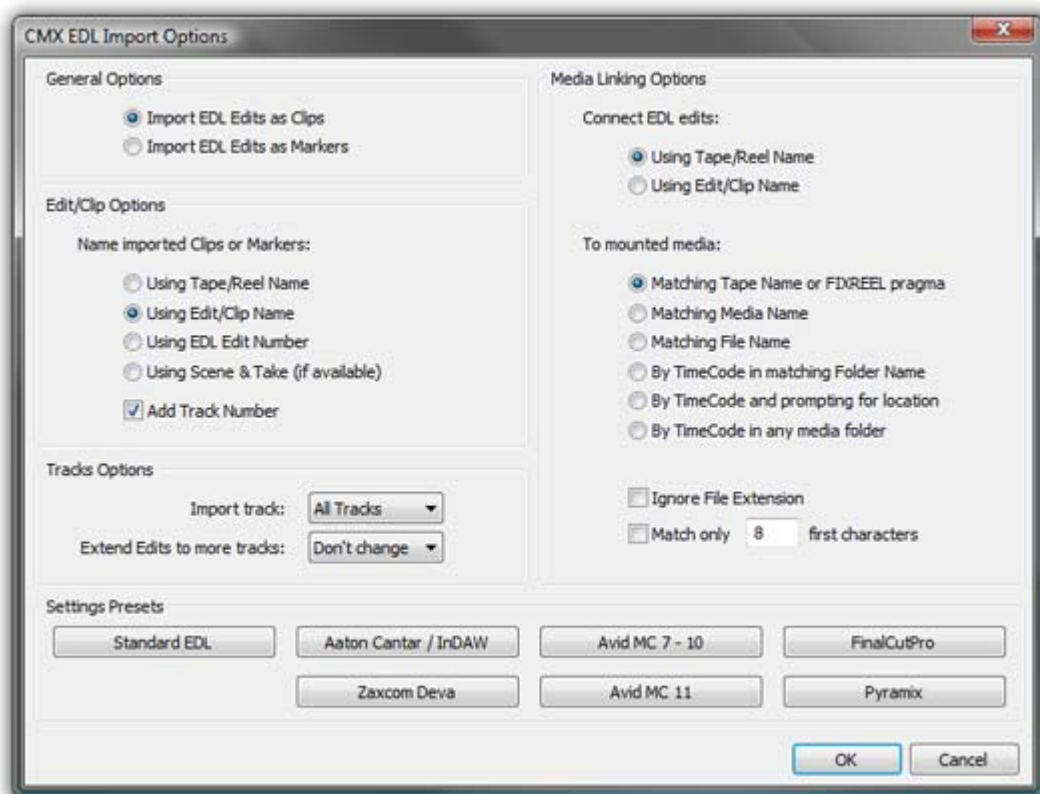 CMX EDL Import Options
General Options
Import EDL Edits as Clips
Import EDL Edits as Markers
Edit/Clip Options
Name imported Clips or Markers:
Using Tape/Reel Name
Using Edit/Clip Name
Using EDL Edit Number
Using Scene & Take (if available)
Add Track Number
Tracks Options
Import track: All Tracks
Extend Edits to more tracks: Don't change
Media Linking Options
Connect EDL edits:
Using Tape/Reel Name
Using Edit/Clip Name
To mounted media:
Matching Tape Name or FIXREEL pragma
Matching Media Name
Matching File Name
By TimeCode in matching Folder Name
By TimeCode and prompting for location
By TimeCode in any media folder
Ignore File Extension
Match only 8 first characters
Settings Presets
Standard EDL Aaton Cantar / InDAW Avid MC 7 - 10 FinalCutPro
Zaxcom Deva Avid MC 11 Pyramix
OK Cancel